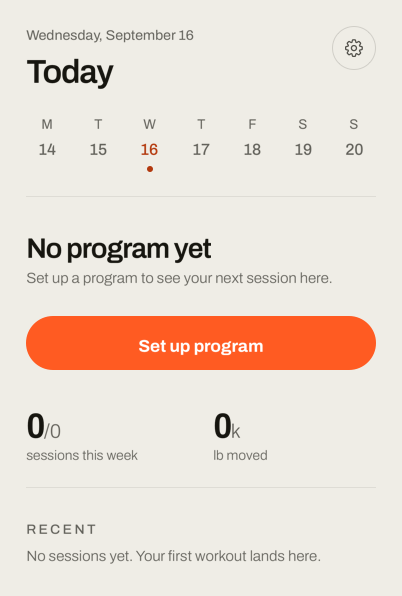 Wednesday, September 16
Today
M T W T F S S
14 15 16 17 18 19 20
No program yet
Set up a program to see your next session here.
Set up program
0/0 0k
sessions this week lb moved
RECENT
No sessions yet. Your first workout lands here.